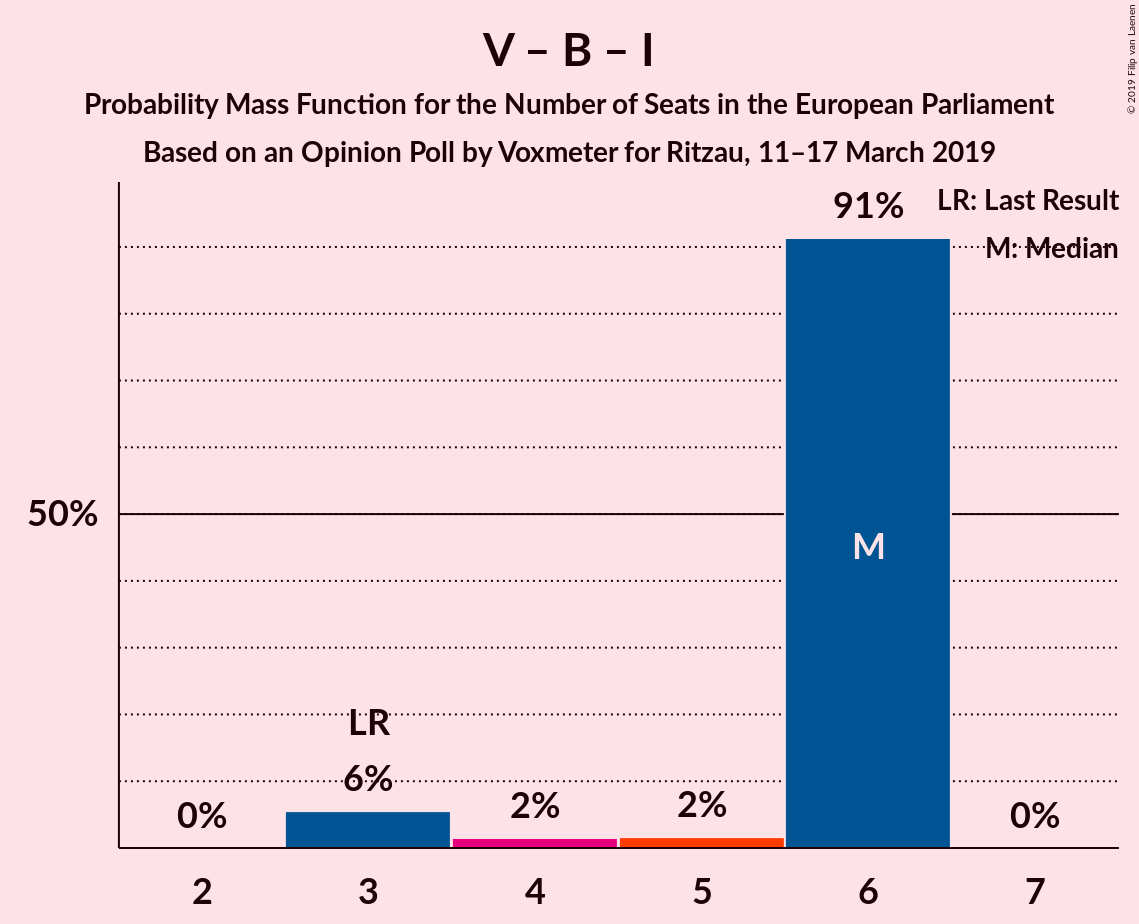 V – B – I
Probability Mass Function for the Number of Seats in the European Parliament
Based on an Opinion Poll by Voxmeter for Ritzau, 11–17 March 2019
© 2019 Filip van Laenen
LR: Last Result
M: Median
91%
50%
M
LR
6%
0%
2%
2%
0%
2 3 4 5 6 7